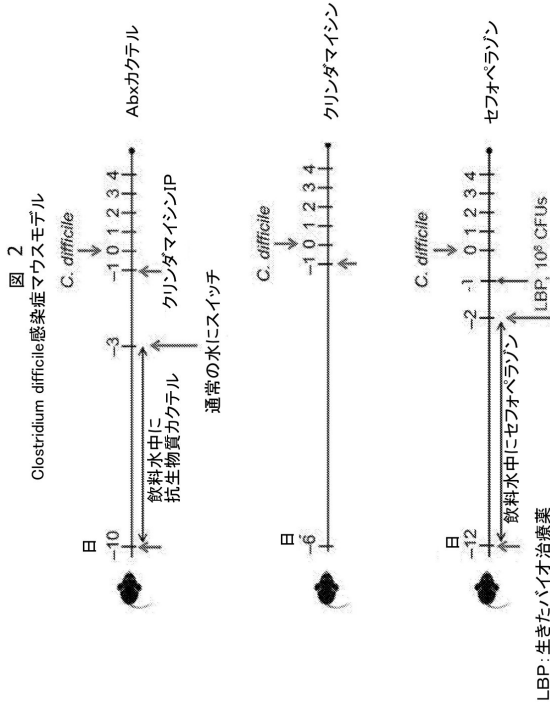 図 2
Clostridium difficile感染症マウスモデル
日
C. difficile
−10 −3 −1 0 1 2 3 4
Abxカクテル
飲料水中に
抗生物質カクテル
クリンダマイシンIP
通常の水にスイッチ
日
C. difficile
−6 −1 0 1 2 3 4
クリンダマイシン
日
C. difficile
−12 −2 -1 0 1 2 3 4
セフォペラゾン
飲料水中にセフォペラゾン
LBP, 10⁸ CFUs
LBP:生きたバイオ治療薬